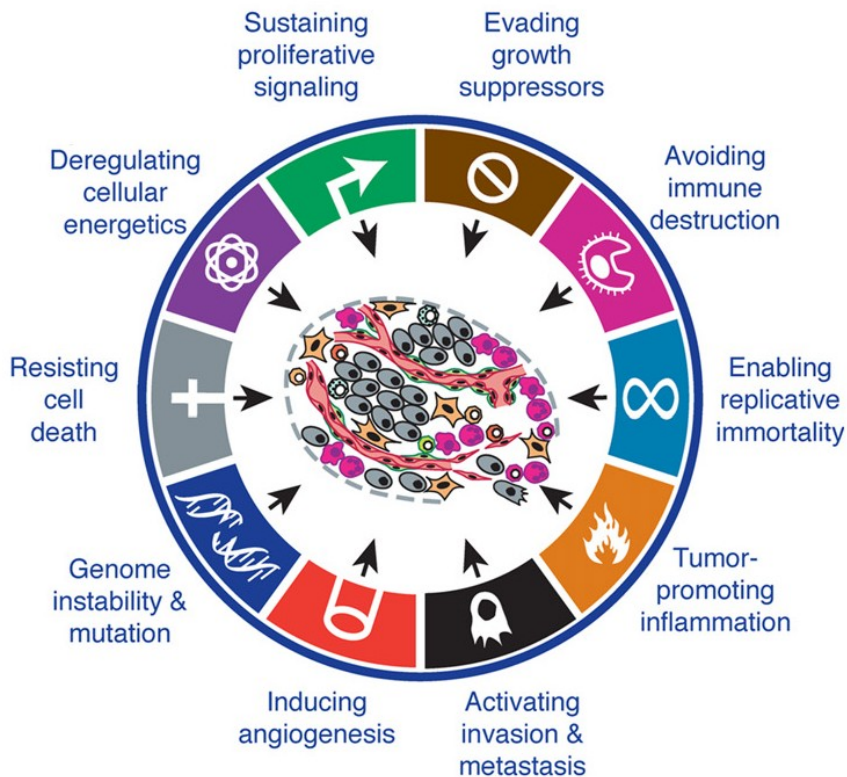 Sustaining
proliferative
signaling
Evading
growth
suppressors
Avoiding
immune
destruction
Enabling
replicative
immortality
Tumor-
promoting
inflammation
Activating
invasion &
metastasis
Inducing
angiogenesis
Genome
instability &
mutation
Resisting
cell
death
Deregulating
cellular
energetics